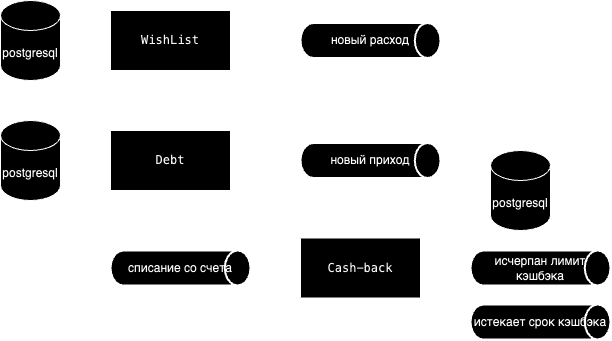 postgresql
WishList
новый расход
postgresql
Debt
новый приход
postgresql
списание со счета
Cash-back
исчерпан лимит
кэшбэка
истекает срок кэшбэка